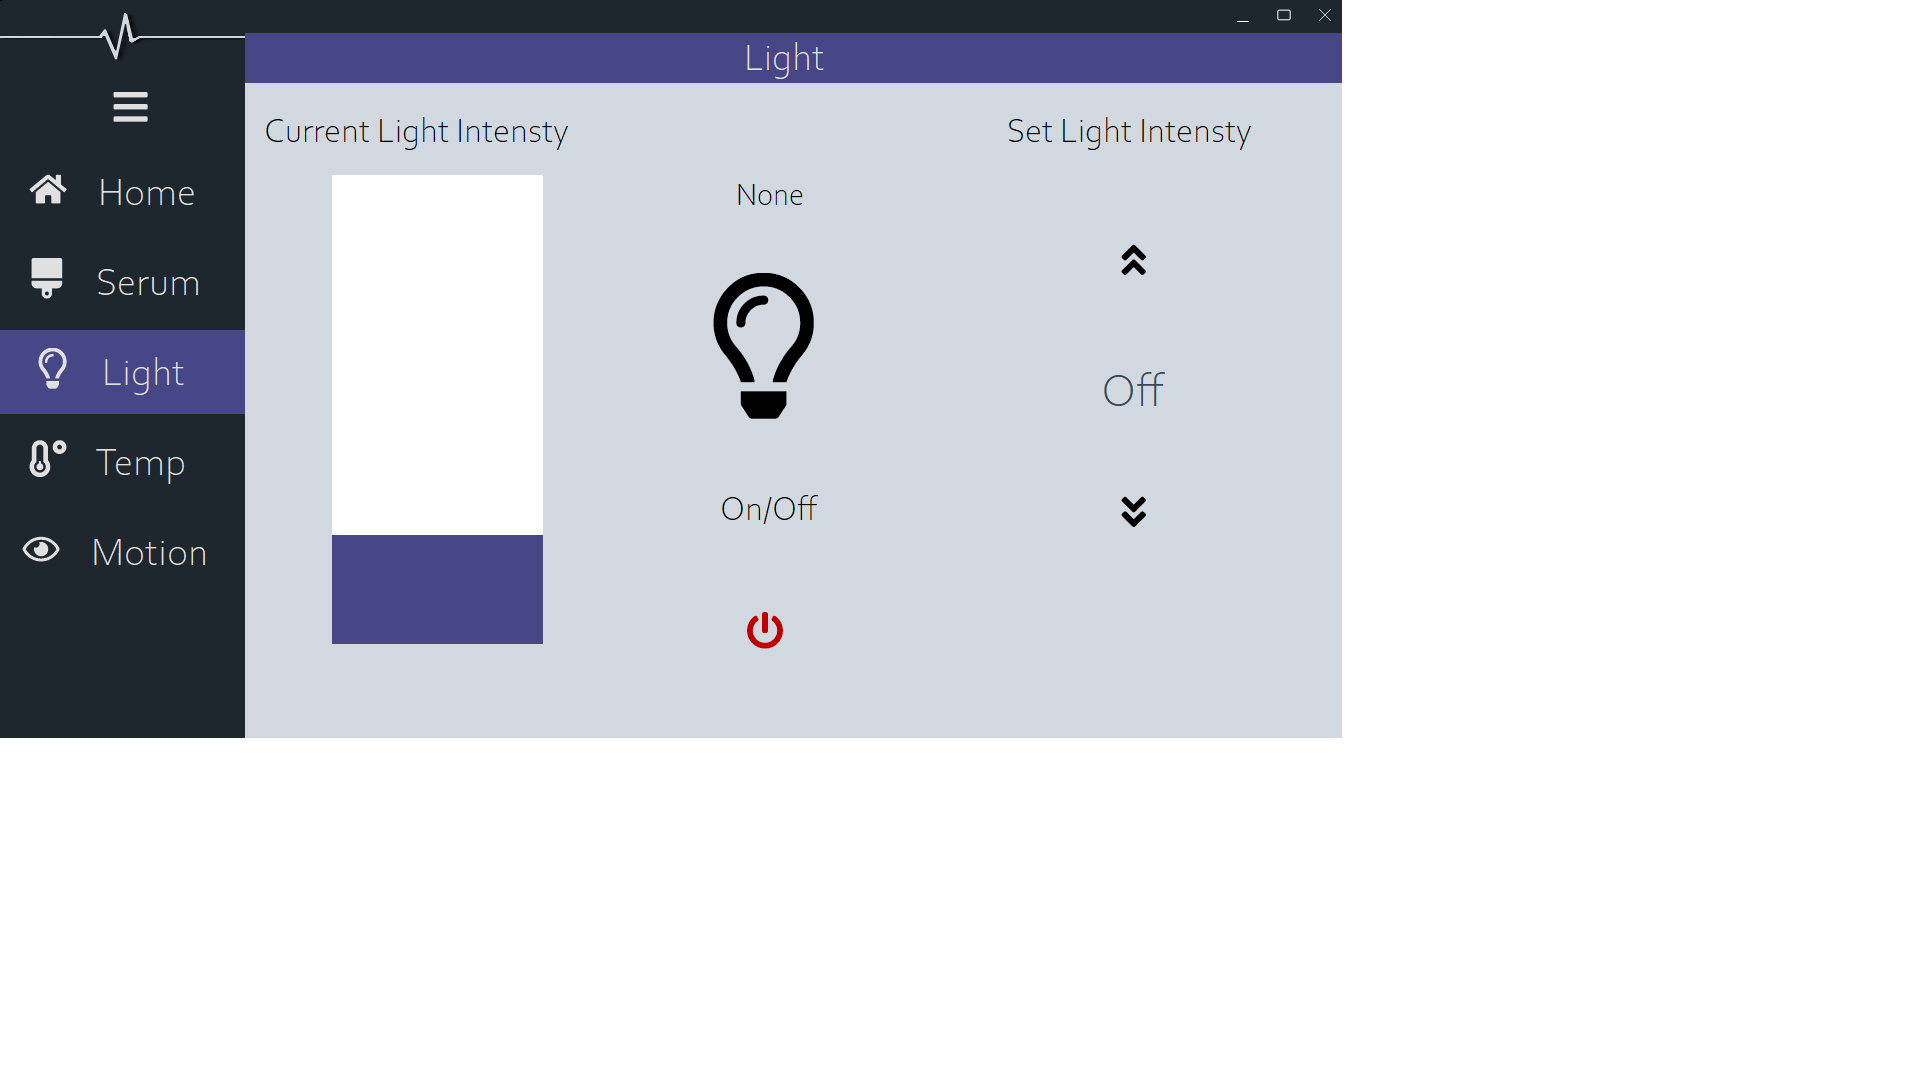 Light
Home
Serum
Light
Temp
Motion
Current Light Intensty
None
On/Off
Set Light Intensty
Off